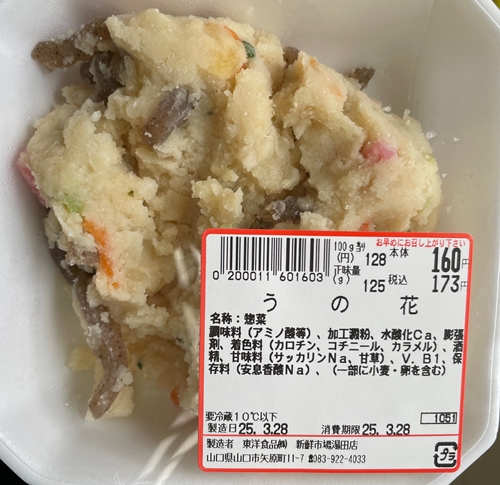 お早めにお召し上がり下さい
100g当り(円) 128 本体 160円
正味量(g) 125 税込 173円
0 200011 601603
うの花
名称:惣菜
調味料(アミノ酸等)、加工澱粉、水酸化Ca、膨張
剤、着色料(カロチン、コチニール、カラメル)、酒
精、甘味料(サッカリンNa、甘草)、V.B1、保
存料(安息香酸Na)、(一部に小麦・卵を含む)
要冷蔵10℃以下
1051
製造日 25.3.28 消費期限 25.3.28
製造者 東洋食品㈱ 新鮮市場湯田店
山口県山口市矢原町11-7 ☎083-922-4033
プラ